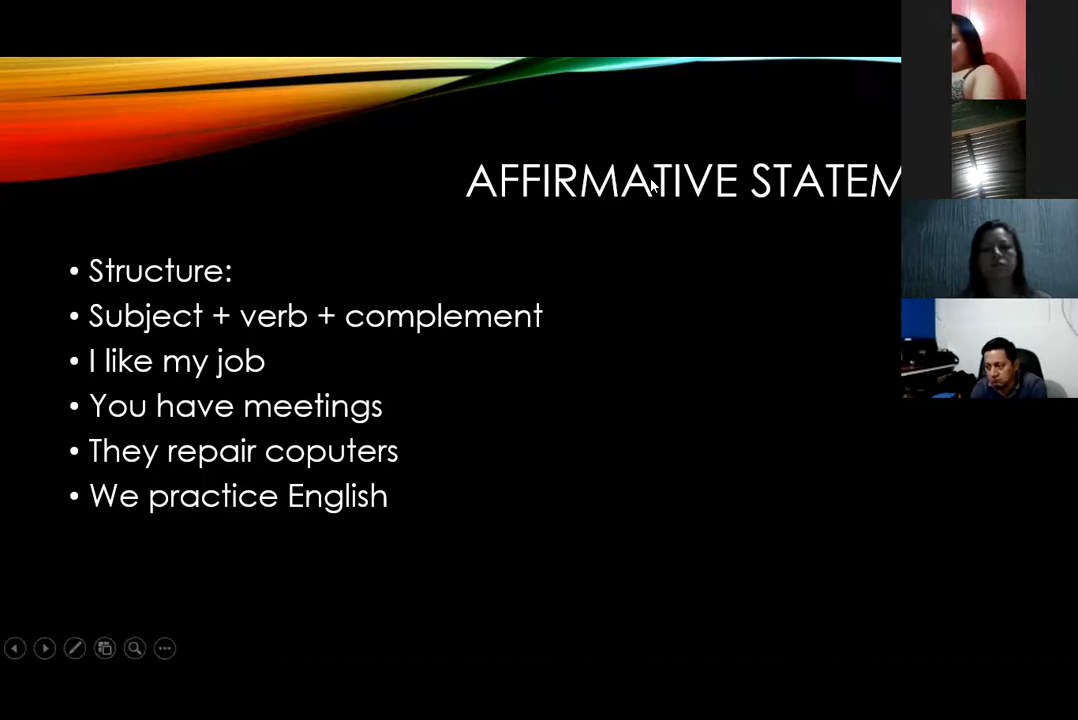 AFFIRMATIVE STATEM
• Structure:
• Subject + verb + complement
• I like my job
• You have meetings
• They repair coputers
• We practice English